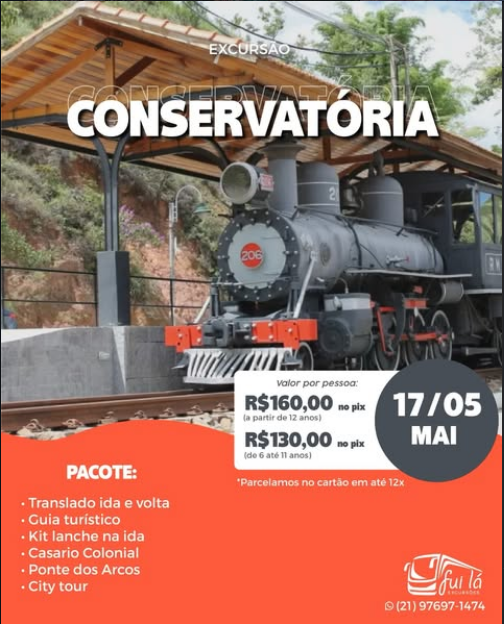 EXCURSÃO
CONSERVATÓRIA
206
Valor por pessoa:
R$160,00 no pix
(a partir de 12 anos)
R$130,00 no pix
(de 6 até 11 anos)
17/05
MAI
*Parcelamos no cartão em até 12x
PACOTE:
• Translado ida e volta
• Guia turístico
• Kit lanche na ida
• Casario Colonial
• Ponte dos Arcos
• City tour
fui lá
EXCURSÕES
(21) 97697-1474